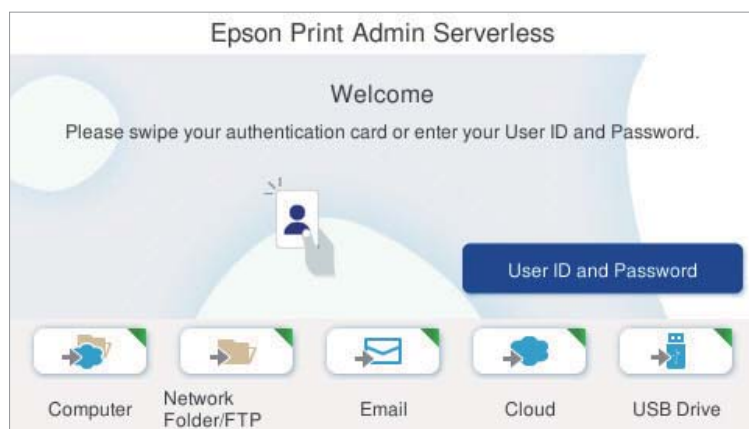 Epson Print Admin Serverless
Welcome
Please swipe your authentication card or enter your User ID and Password.
User ID and Password
Computer
Network
Folder/FTP
Email
Cloud
USB Drive